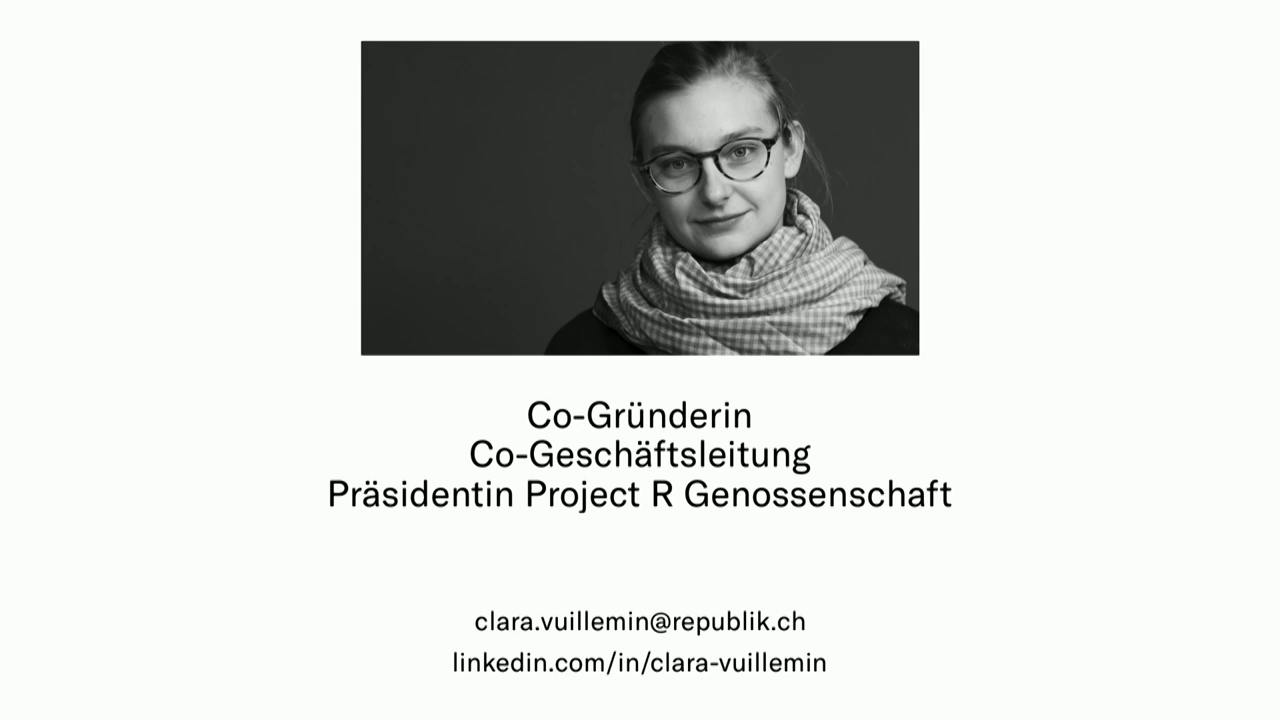 Co-Gründerin
Co-Geschäftsleitung
Präsidentin Project R Genossenschaft
clara.vuillemin@republik.ch
linkedin.com/in/clara-vuillemin